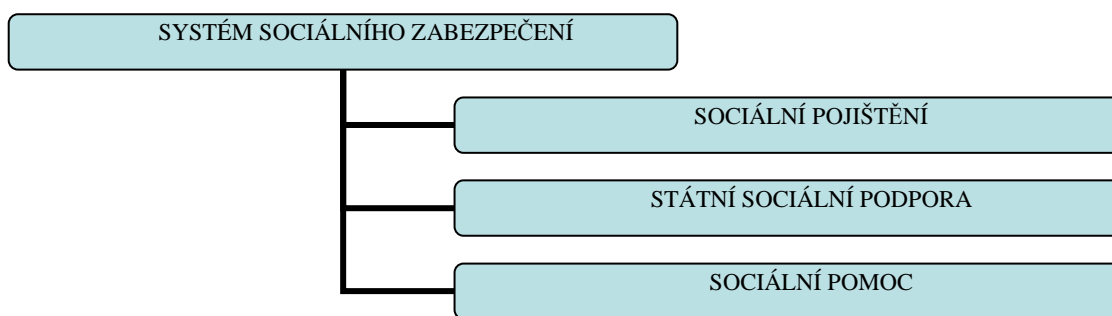 SYSTÉM SOCIÁLNÍHO ZABEZPEČENÍ
SOCIÁLNÍ POJIŠTĚNÍ
STÁTNÍ SOCIÁLNÍ PODPORA
SOCIÁLNÍ POMOC